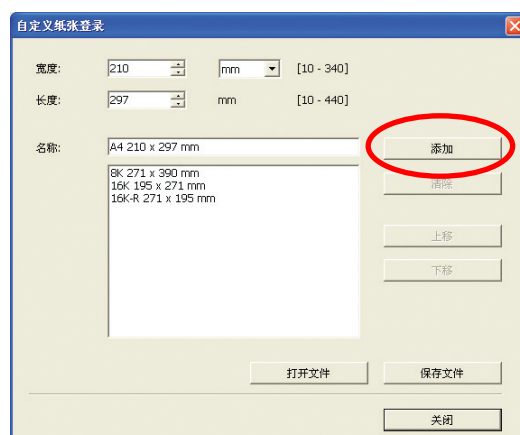 自定义纸张登录
宽度: 210 mm [10 - 340]
长度: 297 mm [10 - 440]
名称: A4 210 x 297 mm 添加
8K 271 x 390 mm 清除
16K 195 x 271 mm
16K-R 271 x 195 mm
上移
下移
打开文件 保存文件
关闭